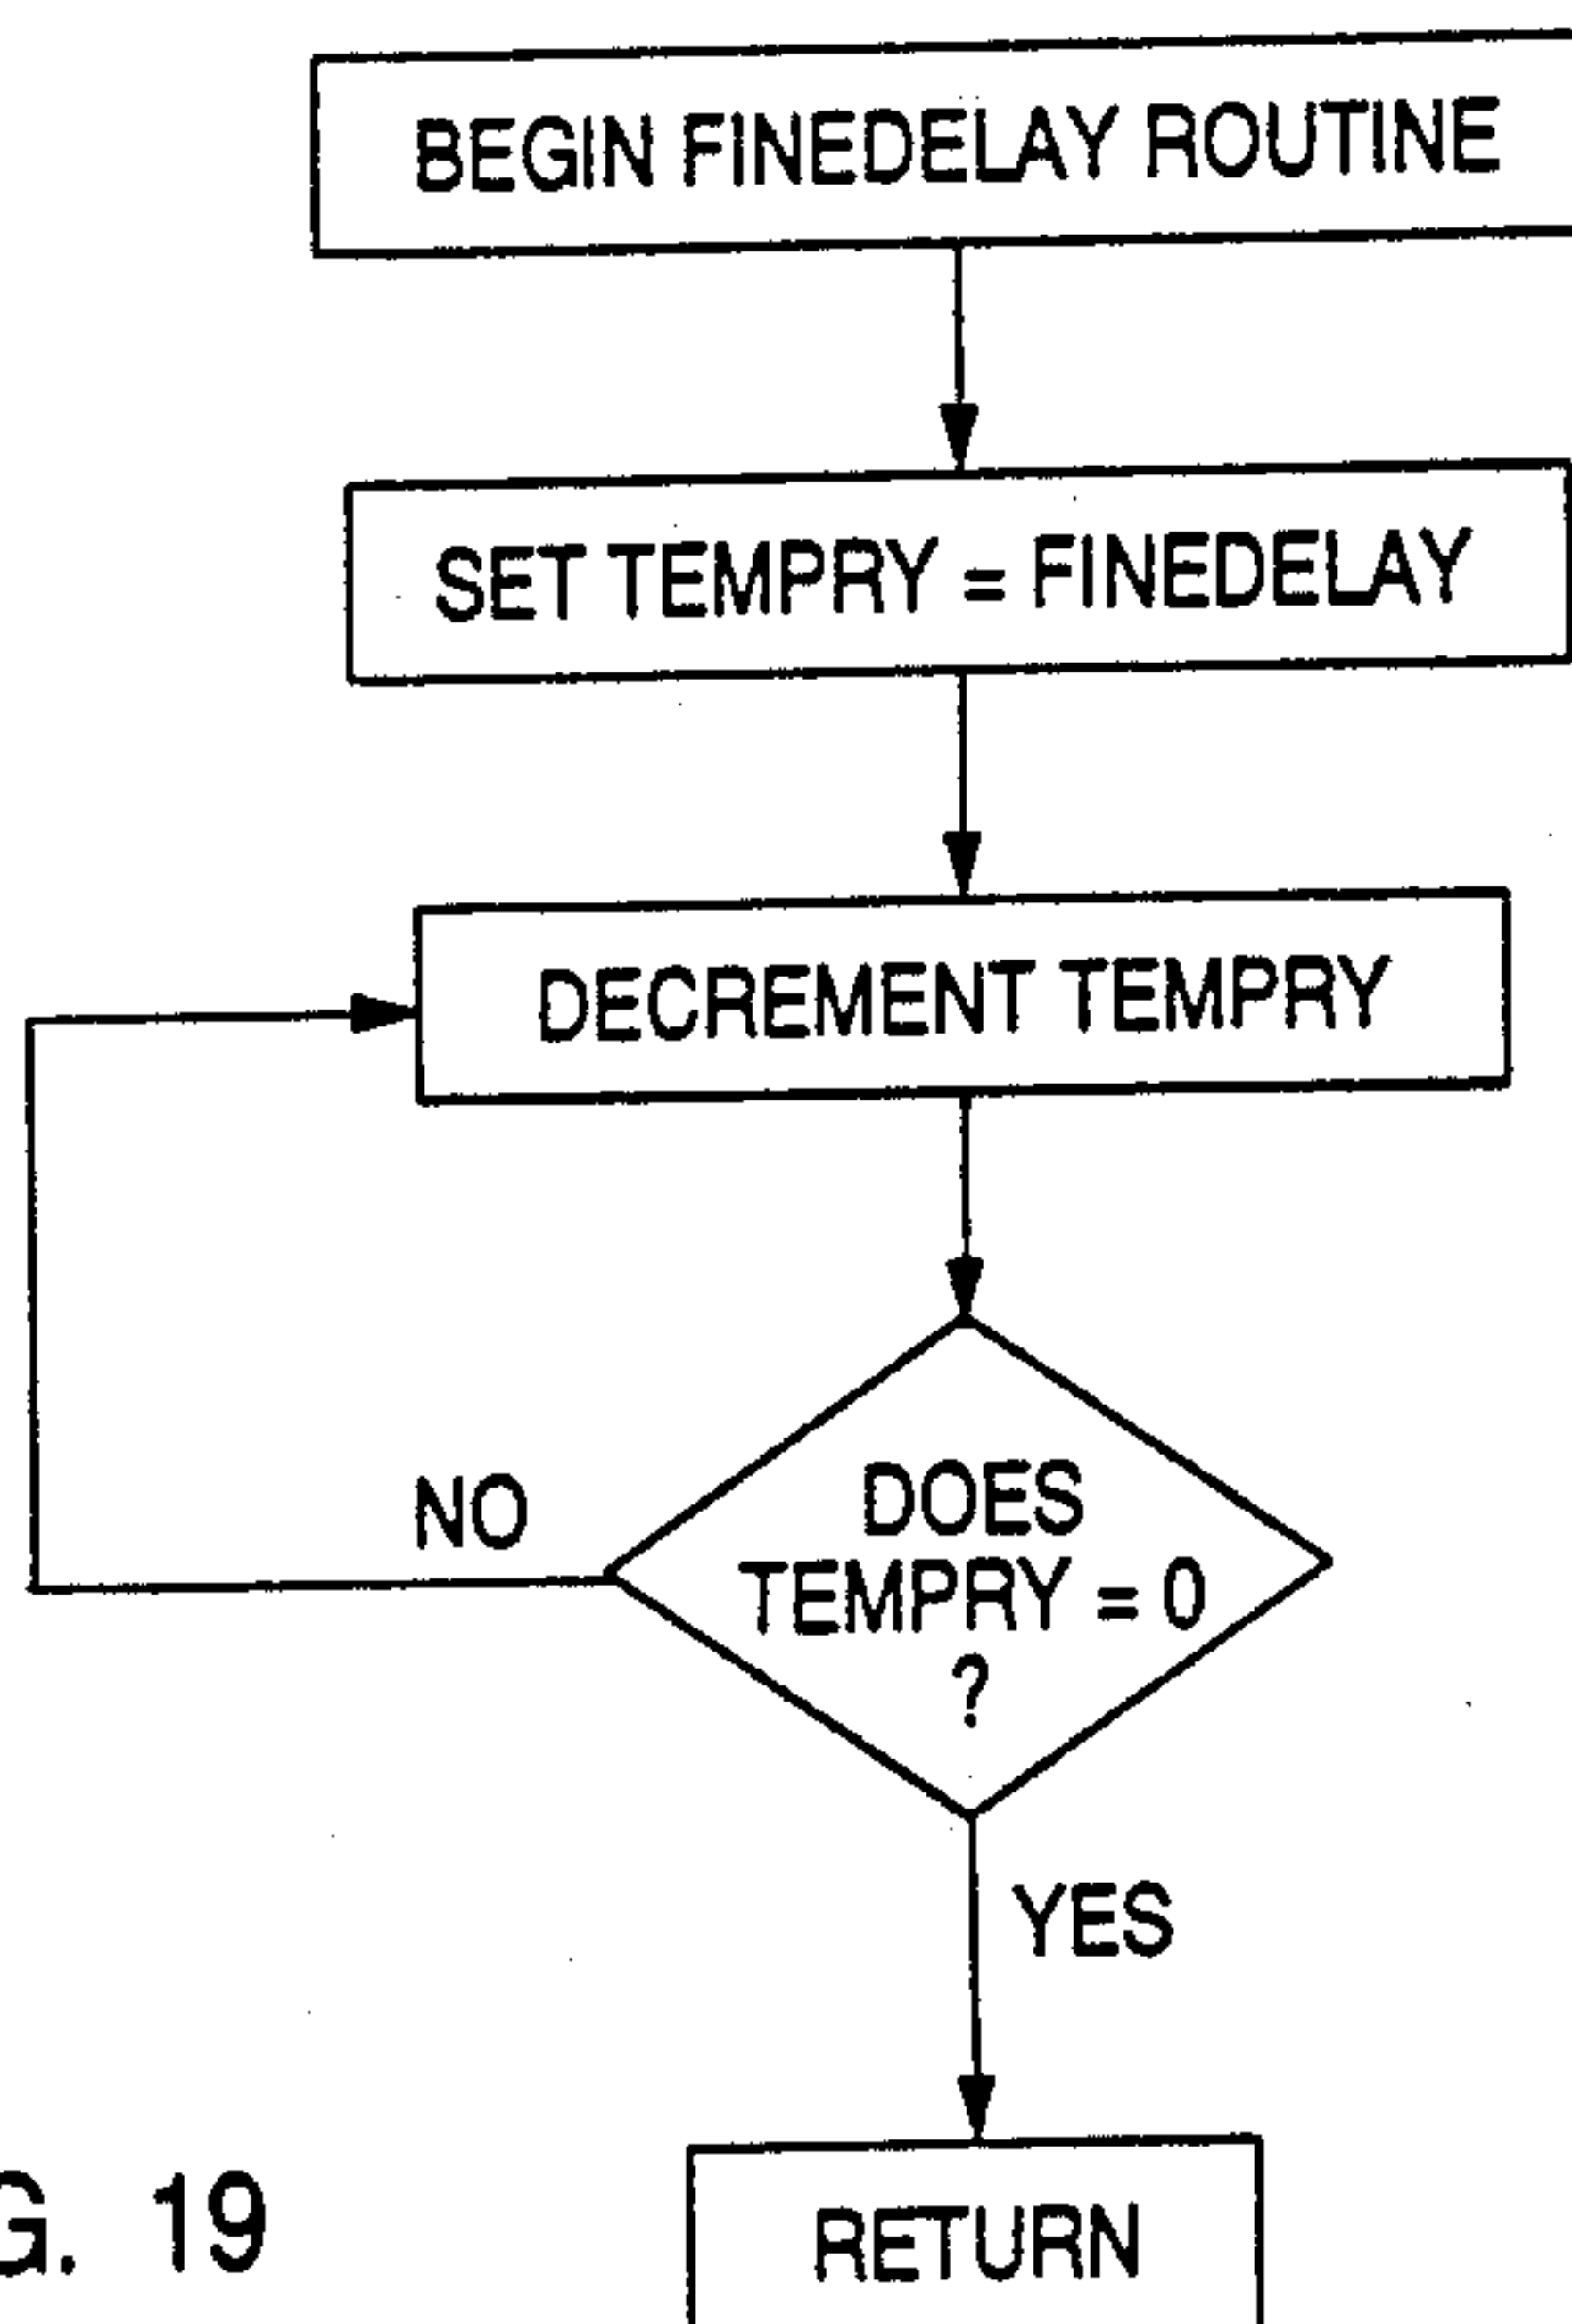 BEGIN FINEDELAY ROUTINE
SET TEMPRY = FINEDELAY
DECREMENT TEMPRY
DOES
TEMPRY = 0
?
NO
YES
RETURN
G. 19